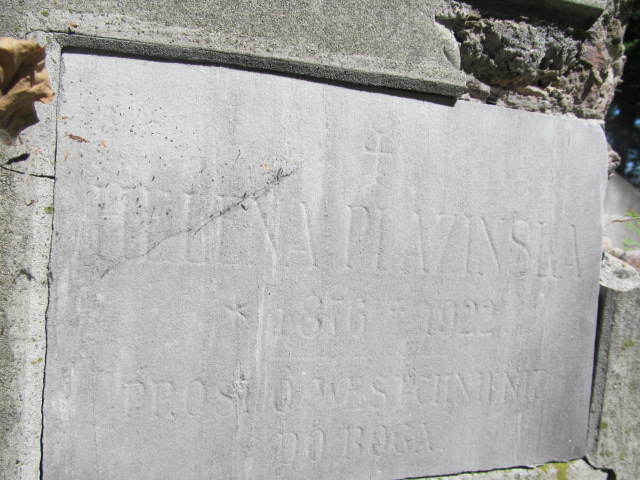 HELENA PLAZINSKA
* 1876 † 1922
PROSI O WESTCHNIENIE
DO BOGA.